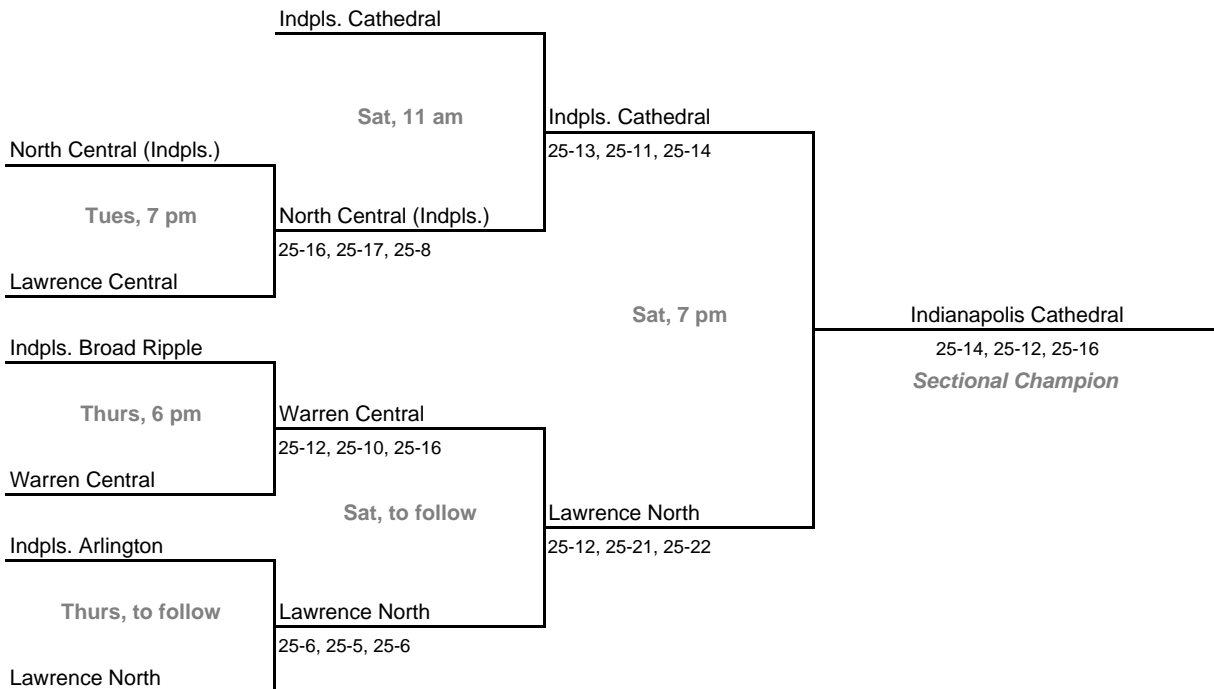 Indpls. Cathedral
Sat, 11 am
Indpls. Cathedral
North Central (Indpls.)
25-13, 25-11, 25-14
Tues, 7 pm
North Central (Indpls.)
25-16, 25-17, 25-8
Lawrence Central
Sat, 7 pm
Indianapolis Cathedral
Indpls. Broad Ripple
25-14, 25-12, 25-16
Sectional Champion
Thurs, 6 pm
Warren Central
25-12, 25-10, 25-16
Warren Central
Sat, to follow
Lawrence North
Indpls. Arlington
25-12, 25-21, 25-22
Thurs, to follow
Lawrence North
25-6, 25-5, 25-6
Lawrence North